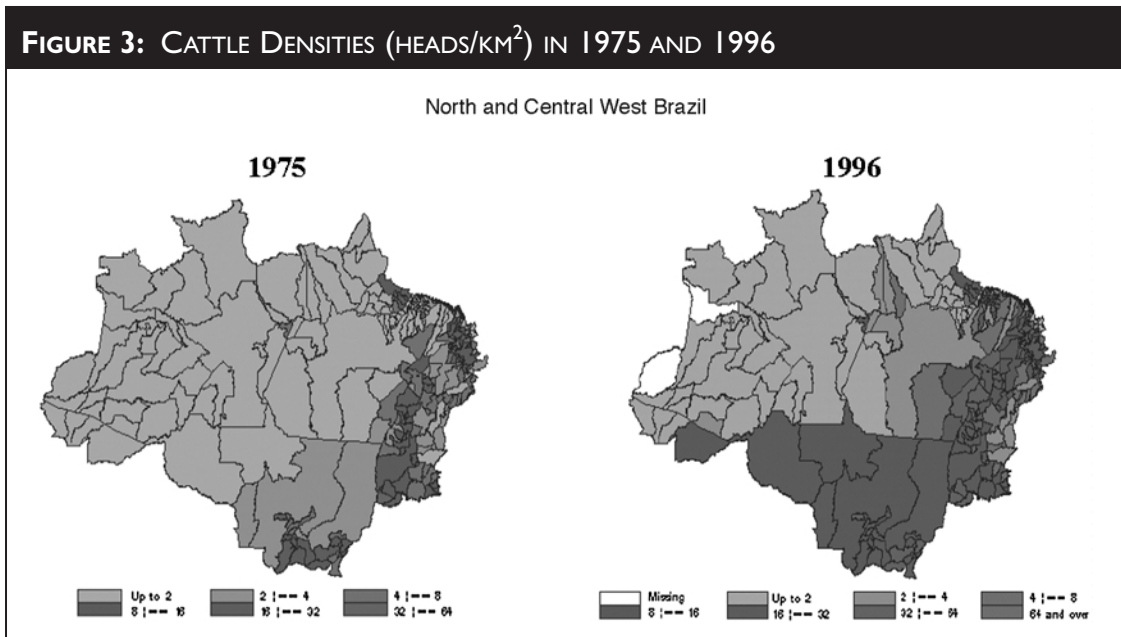 FIGURE 3: CATTLE DENSITIES (HEADS/KM²) IN 1975 AND 1996
North and Central West Brazil
1975
1996
Up to 2 2 ¦-- 4 4 ¦-- 8
8 ¦-- 16 16 ¦-- 32 32 ¦-- 64
Missing Up to 2 2 ¦-- 4 4 ¦-- 8
8 ¦-- 16 16 ¦-- 32 32 ¦-- 64 64 and over